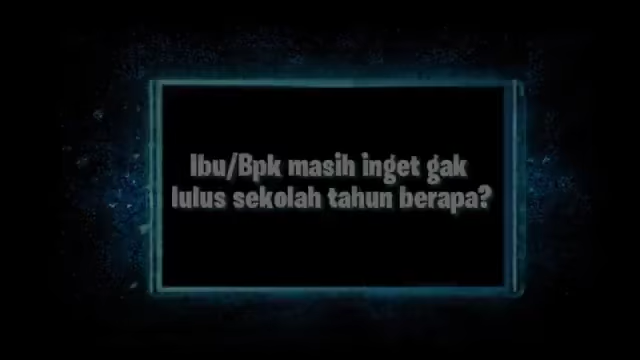 Ibu/Bpk masih inget gak
lulus sekolah tahun berapa?